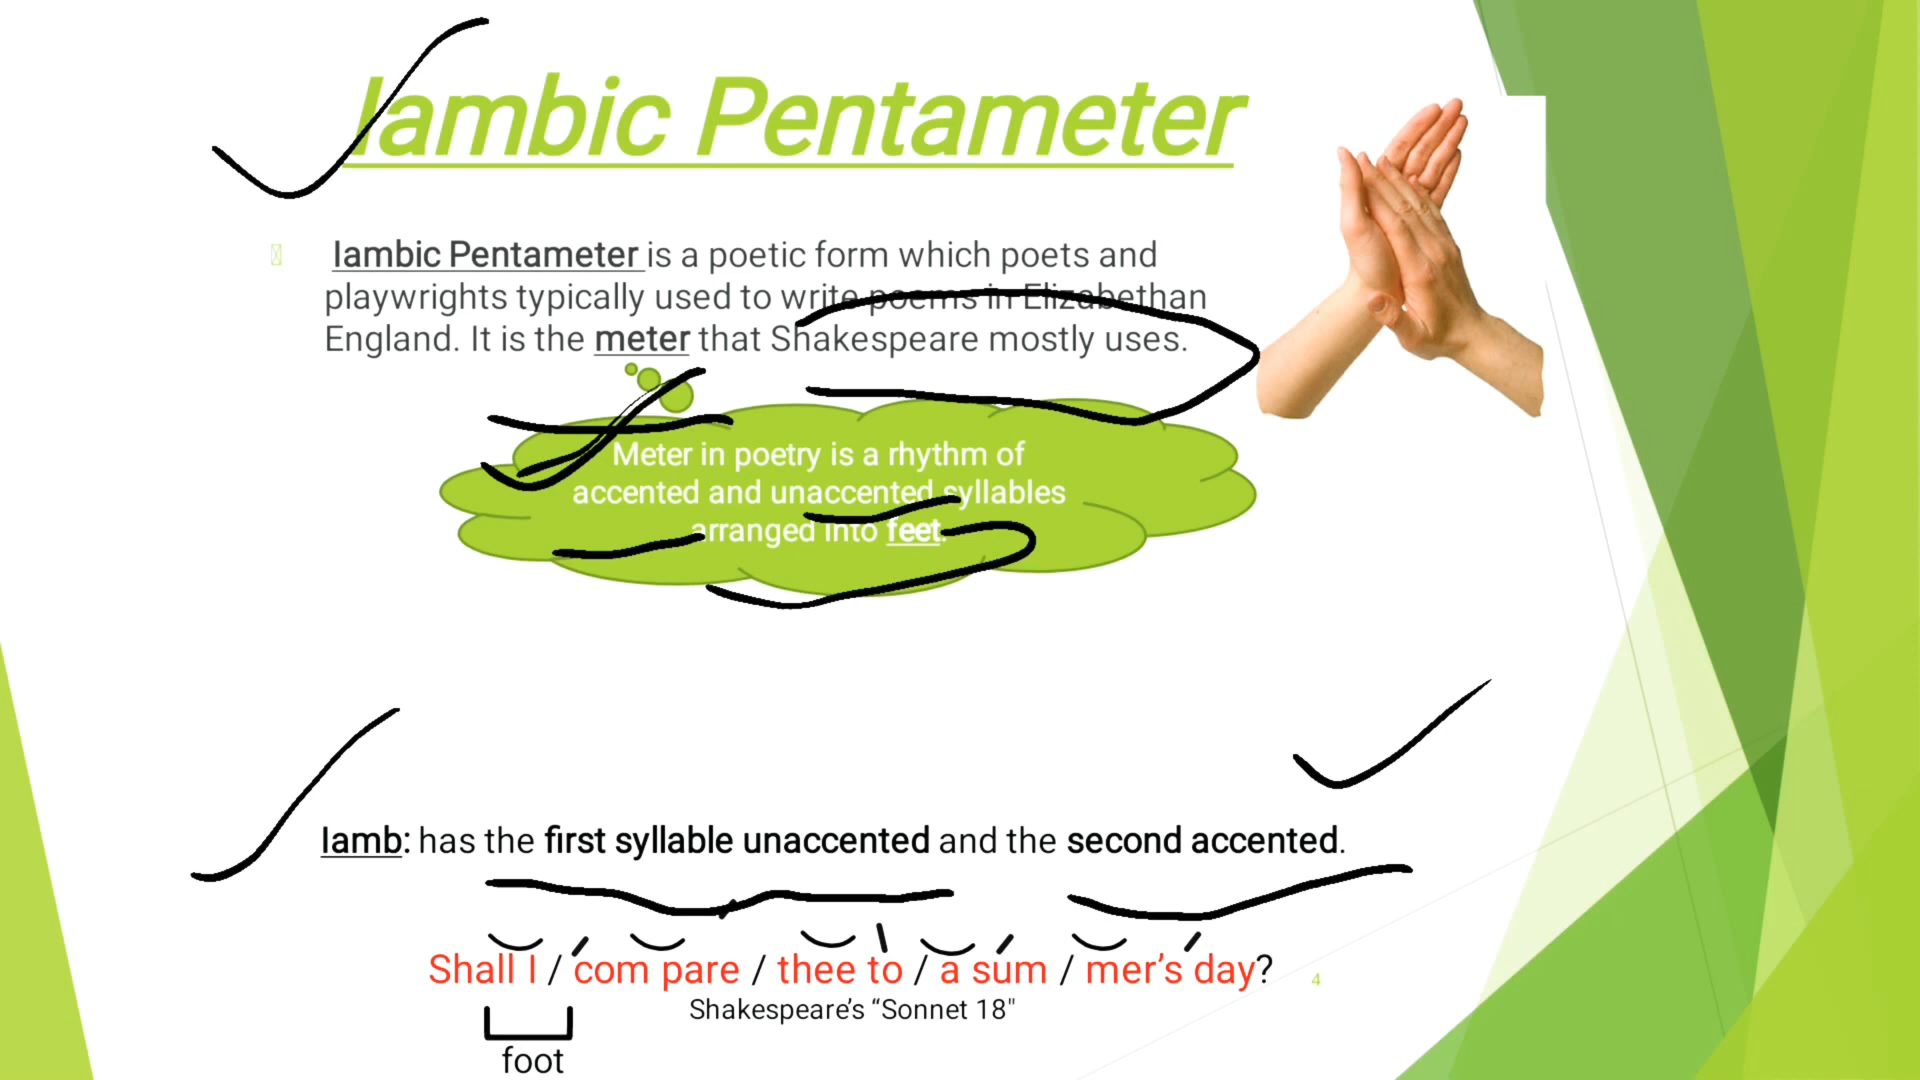 Iambic Pentameter
Iambic Pentameter is a poetic form which poets and
playwrights typically used to write poems in Elizabethan
England. It is the meter that Shakespeare mostly uses.
Meter in poetry is a rhythm of
accented and unaccented syllables
arranged into feet.
Iamb: has the first syllable unaccented and the second accented.
Shall I / com pare / thee to / a sum / mer's day?
4
Shakespeare's “Sonnet 18"
foot